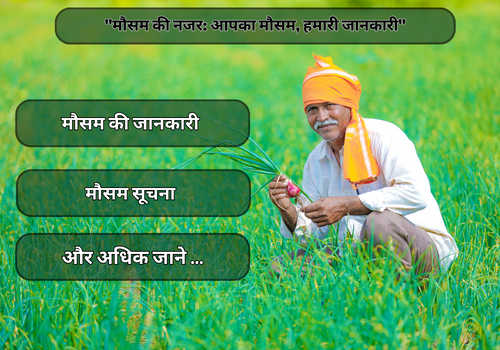 "मौसम की नजर: आपका मौसम, हमारी जानकारी"
मौसम की जानकारी
मौसम सूचना
और अधिक जाने ...